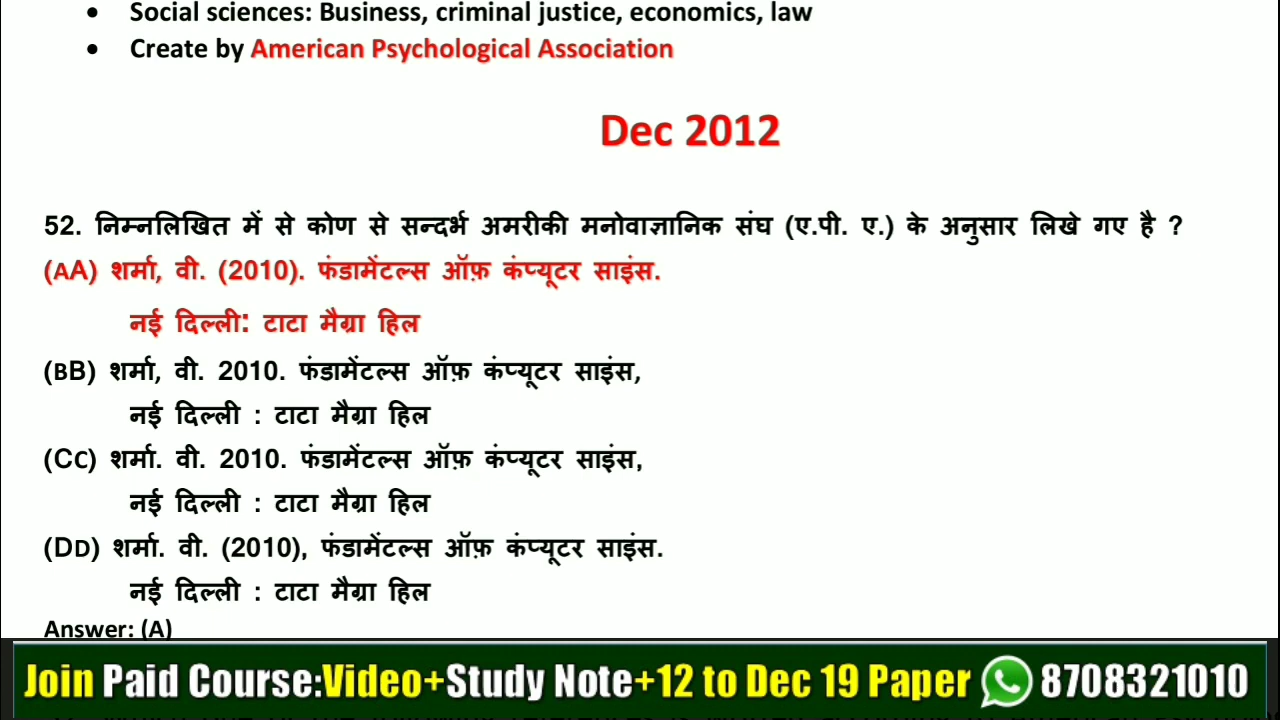 • Social sciences: Business, criminal justice, economics, law
• Create by American Psychological Association
Dec 2012
52. निम्नलिखित में से कोण से सन्दर्भ अमरीकी मनोवाज्ञानिक संघ (ए.पी. ए.) के अनुसार लिखे गए है ?
(AA) शर्मा, वी. (2010). फंडामेंटल्स ऑफ़ कंप्यूटर साइंस.
नई दिल्ली: टाटा मैग्रा हिल
(BB) शर्मा, वी. 2010. फंडामेंटल्स ऑफ़ कंप्यूटर साइंस,
नई दिल्ली : टाटा मैग्रा हिल
(CC) शर्मा. वी. 2010. फंडामेंटल्स ऑफ़ कंप्यूटर साइंस,
नई दिल्ली : टाटा मैग्रा हिल
(DD) शर्मा. वी. (2010), फंडामेंटल्स ऑफ़ कंप्यूटर साइंस.
नई दिल्ली : टाटा मैग्रा हिल
Answer: (A)
Join Paid Course:Video+Study Note+12 to Dec 19 Paper 8708321010